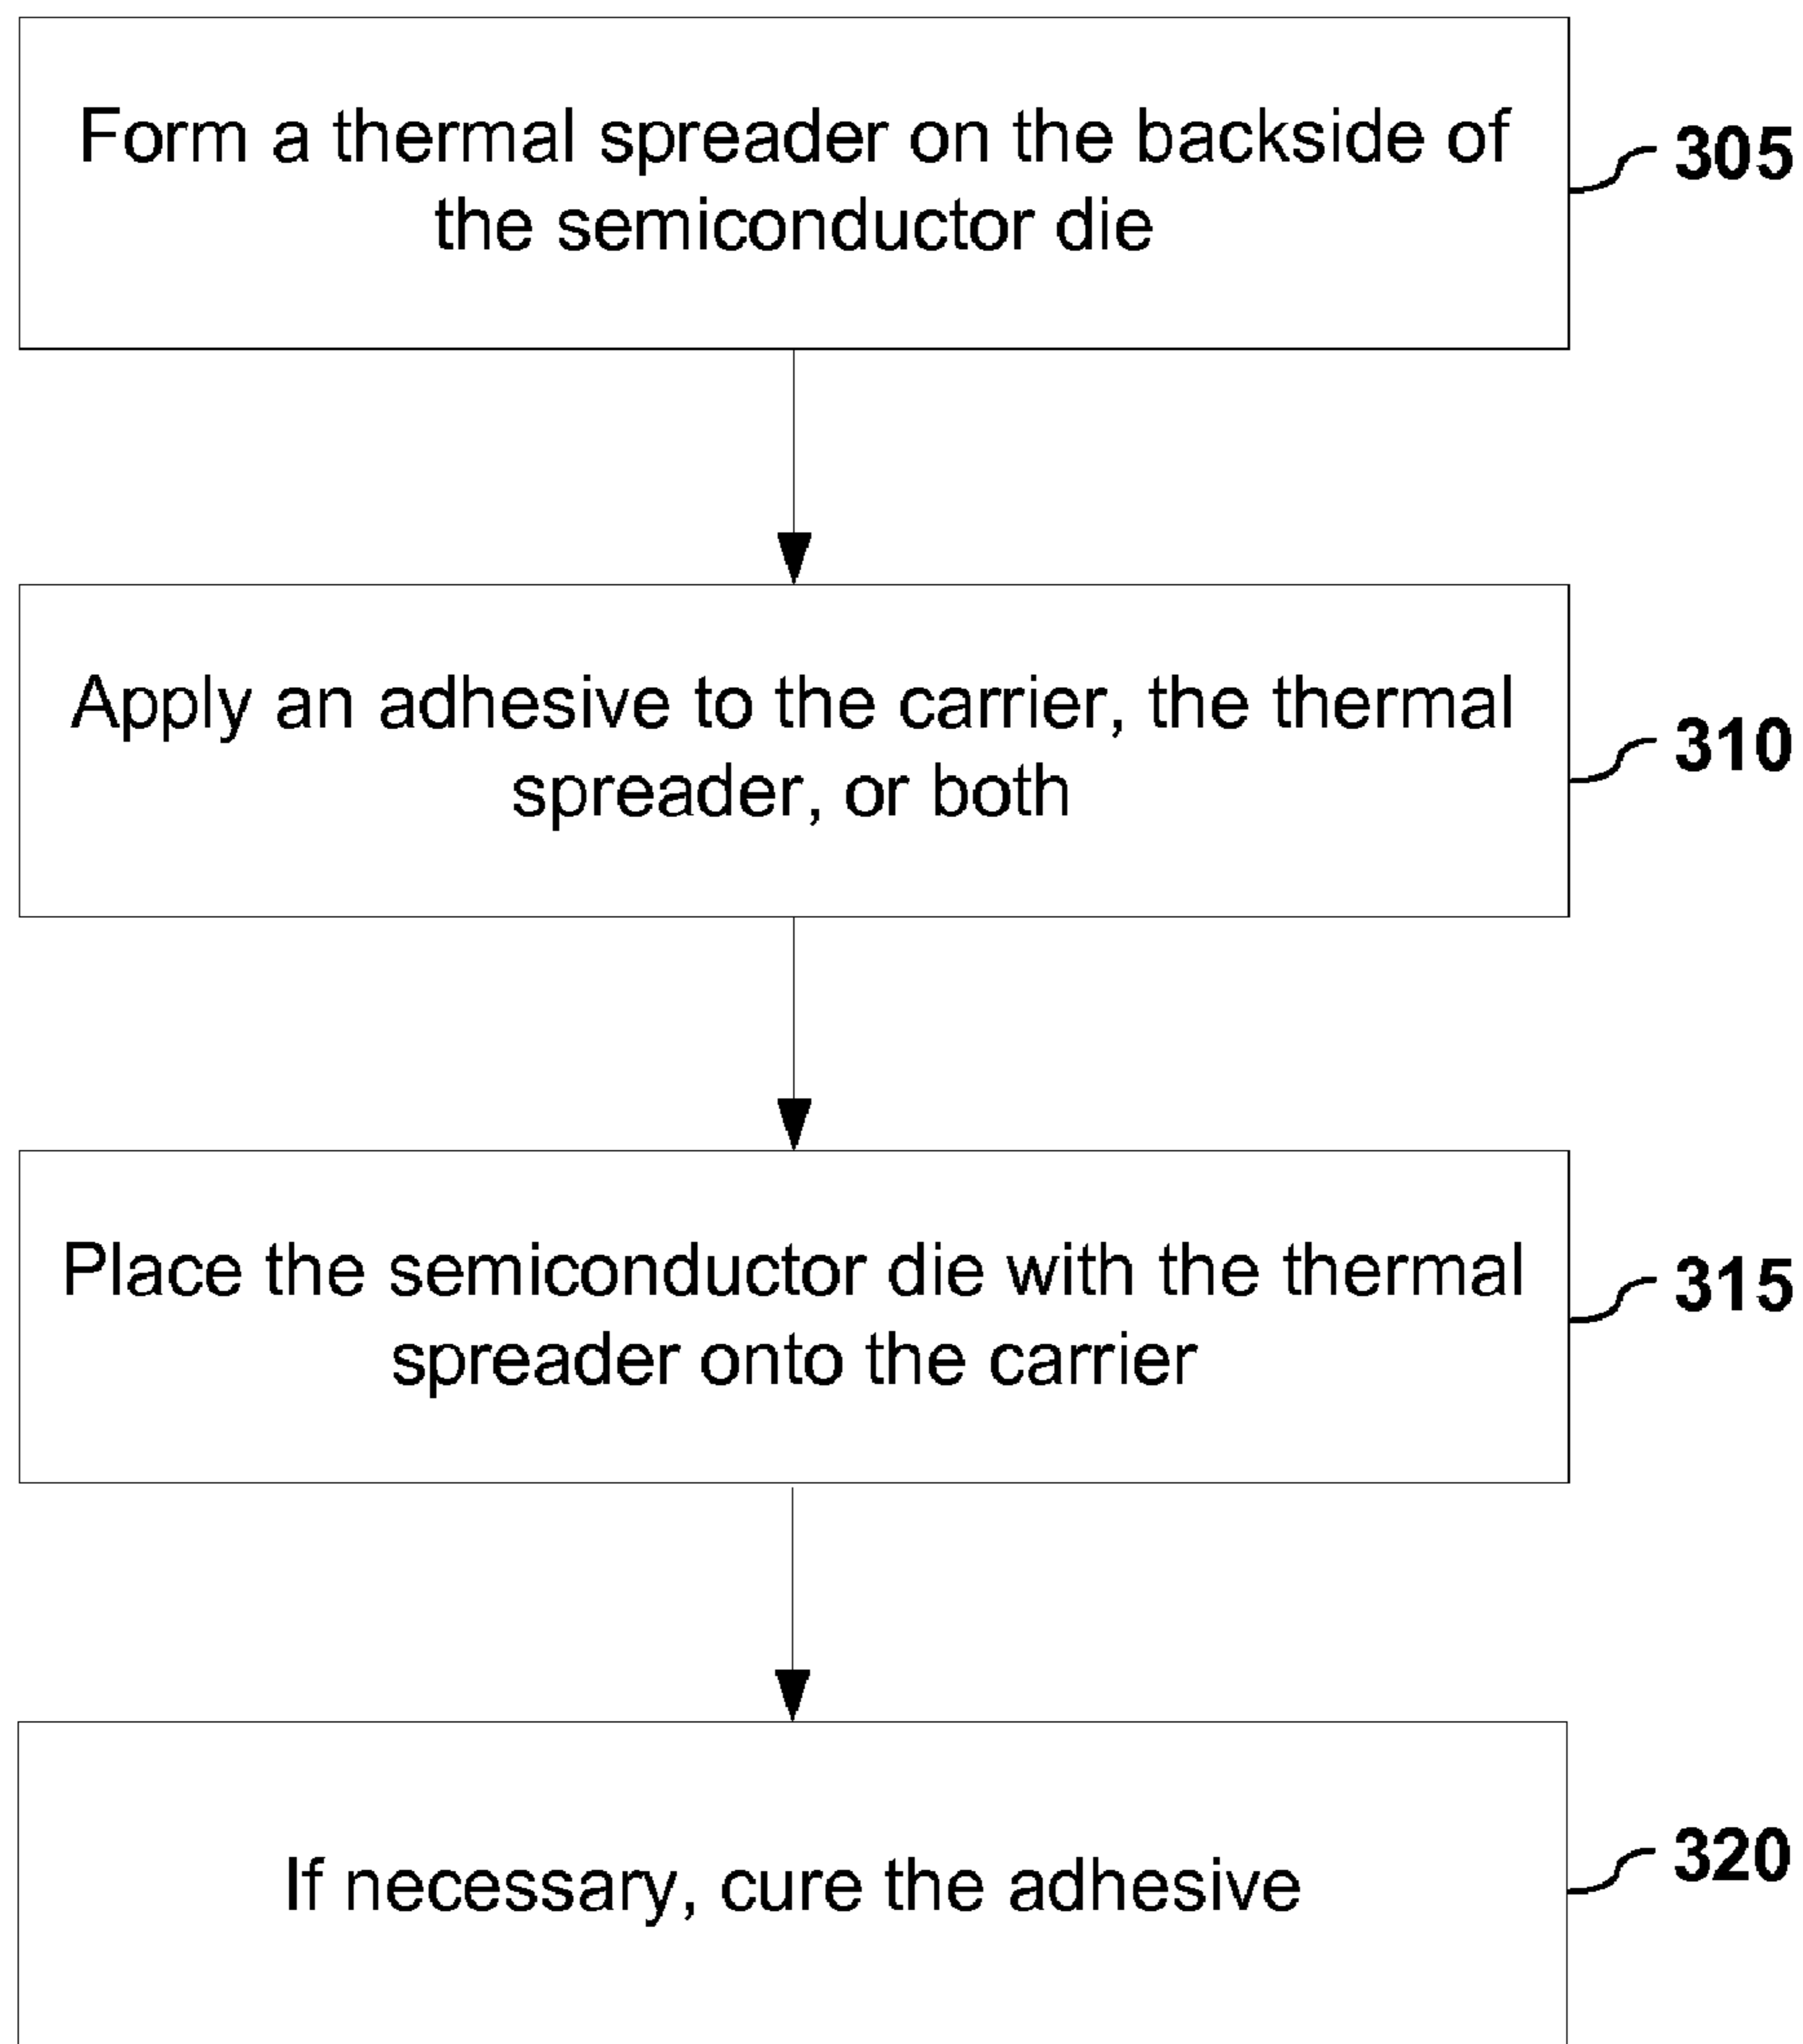 Form a thermal spreader on the backside of
the semiconductor die
305
Apply an adhesive to the carrier, the thermal
spreader, or both
310
Place the semiconductor die with the thermal
spreader onto the carrier
315
If necessary, cure the adhesive
320